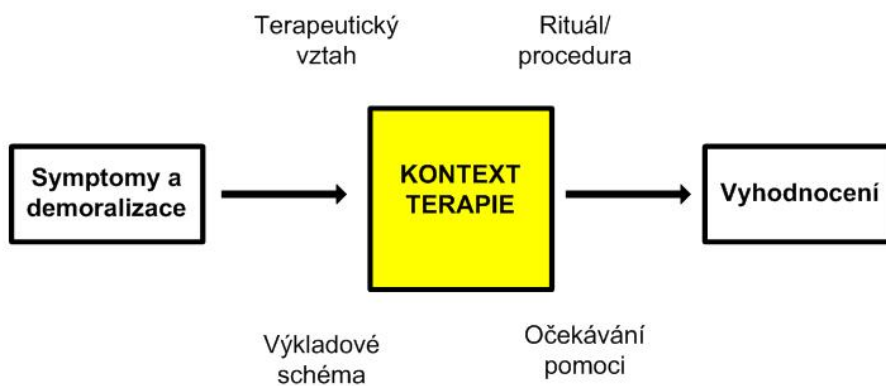 Terapeutický
vztah
Rituál/
procedura
Symptomy a
demoralizace
KONTEXT
TERAPIE
Vyhodnocení
Výkladové
schéma
Očekávání
pomoci